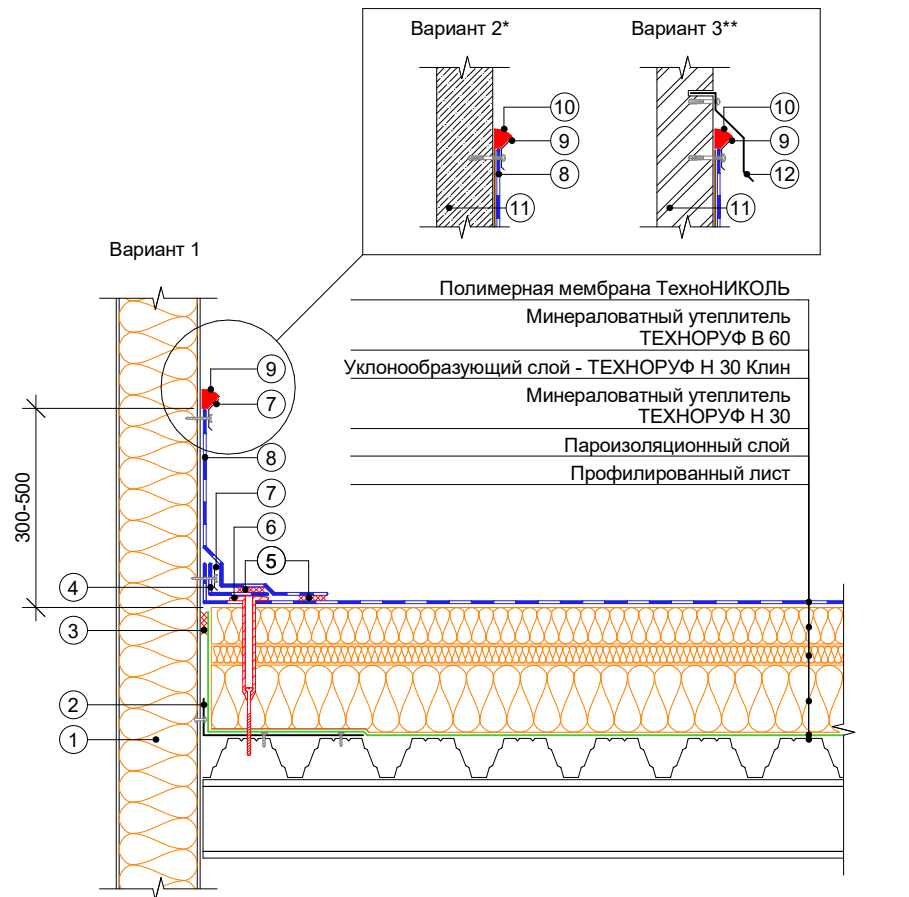 Вариант 2*
Вариант 3**
10
9
8
11
10
9
12
11
Вариант 1
Полимерная мембрана ТехноНИКОЛЬ
Минераловатный утеплитель
ТЕХНОРУФ В 60
Уклонообразующий слой - ТЕХНОРУФ Н 30 Клин
Минераловатный утеплитель
ТЕХНОРУФ Н 30
Пароизоляционный слой
Профилированный лист
9
7
8
7
6
5
300-500
4
3
2
1